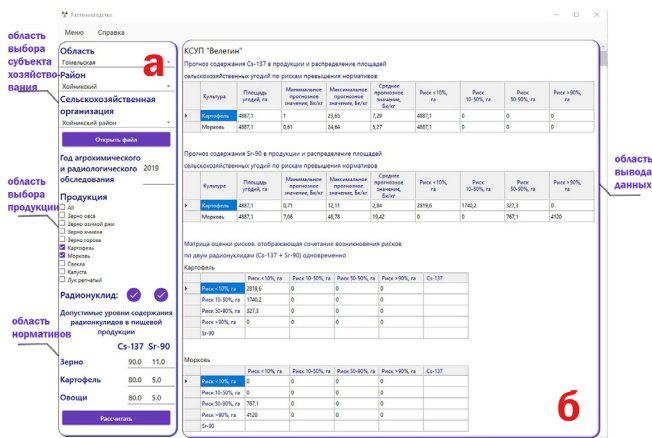 Растениеводство
Меню Справка
область
выбора
субъекта
хозяйство-
вания
область
выбора
продукции
область
нормативов
область
вывода
данных
а
Область
Гомельская
Район
Хойникский
Сельскохозяйственная
организация
Хойникский район
Открыть файл
Год агрохимического
и радиологического 2019
обследования
Продукция
All
Зерно овса
Зерно озимой ржи
Зерно ячменя
Зерно гороха
Картофель
Морковь
Свекла
Капуста
Лук репчатый
Радионуклид:
Допустимые уровни содержания
радионкулидов в пищевой
продукции
Cs-137 Sr-90
Зерно 90.0 11.0
Картофель 80.0 5.0
Овощи 80.0 5.0
Рассчитать
КСУП "Велетин"
Прогноз содержания Cs-137 в продукции и распределение площадей
сельскохозяйственных угодий по рискам превышения нормативов
Культура Площадь угодий, га Минимальное прогнозное значение, Бк/кг Максимальное прогнозное значение, Бк/кг Среднее прогнозное значение, Бк/кг Риск <10%, га Риск 10-50%, га Риск 50-90%, га Риск >90%, га
Картофель 4887,1 1 23,65 7,29 4887,1 0 0 0
Морковь 4887,1 0,61 24,64 5,27 4887,1 0 0 0
Прогноз содержания Sr-90 в продукции и распределение площадей
сельскохозяйственных угодий по рискам превышения нормативов
Культура Площадь угодий, га Минимальное прогнозное значение, Бк/кг Максимальное прогнозное значение, Бк/кг Среднее прогнозное значение, Бк/кг Риск <10%, га Риск 10-50%, га Риск 50-90%, га Риск >90%, га
Картофель 4887,1 0,71 12,11 2,84 2819,6 1740,2 327,3 0
Морковь 4887,1 7,06 48,78 19,42 0 0 767,1 4120
Матрица оценки рисков, отображающая сочетание возникновения рисков
по двум радионуклидам (Cs-137 + Sr-90) одновременно
Картофель
Риск <10%, га Риск 10-50%, га Риск 50-90%, га Риск >90%, га Cs-137
Риск <10%, га 2819,6 0 0 0
Риск 10-50%, га 1740,2 0 0 0
Риск 50-90%, га 327,3 0 0 0
Риск >90%, га 0 0 0 0
Sr-90
Морковь
Риск <10%, га Риск 10-50%, га Риск 50-90%, га Риск >90%, га Cs-137
Риск <10%, га 0 0 0 0
Риск 10-50%, га 0 0 0 0
Риск 50-90%, га 767,1 0 0 0
Риск >90%, га 4120 0 0 0
Sr-90
б